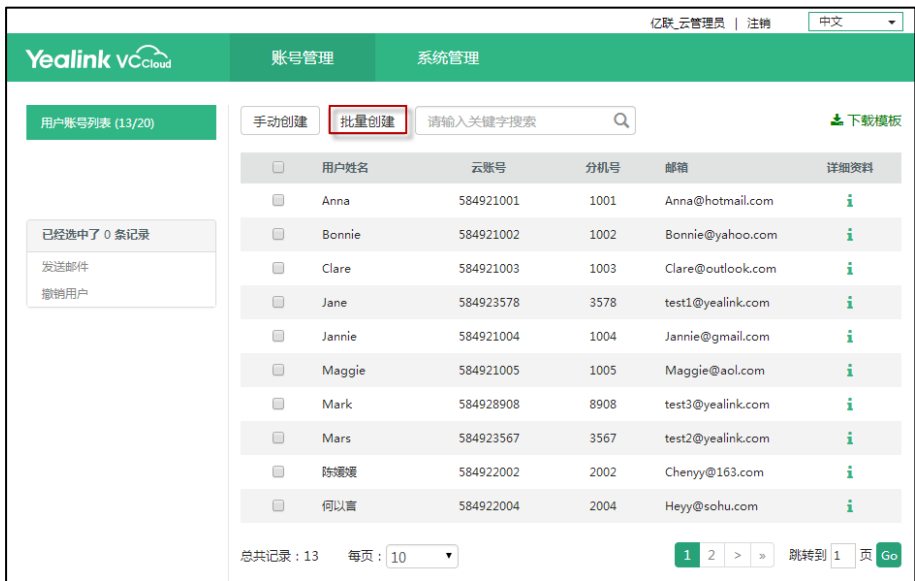 亿联_云管理员 | 注销 中文
Yealink VCCloud 账号管理 系统管理
用户账号列表 (13/20) 手动创建 批量创建 请输入关键字搜索 下载模板
用户姓名 云账号 分机号 邮箱 详细资料
Anna 584921001 1001 Anna@hotmail.com
已经选中了 0 条记录
Bonnie 584921002 1002 Bonnie@yahoo.com
发送邮件
Clare 584921003 1003 Clare@outlook.com
撤销用户
Jane 584923578 3578 test1@yealink.com
Jannie 584921004 1004 Jannie@gmail.com
Maggie 584921005 1005 Maggie@aol.com
Mark 584928908 8908 test3@yealink.com
Mars 584923567 3567 test2@yealink.com
陈媛媛 584922002 2002 Chenyy@163.com
何以言 584922004 2004 Heyy@sohu.com
总共记录：13 每页：10 1 2 > » 跳转到 1 页 Go